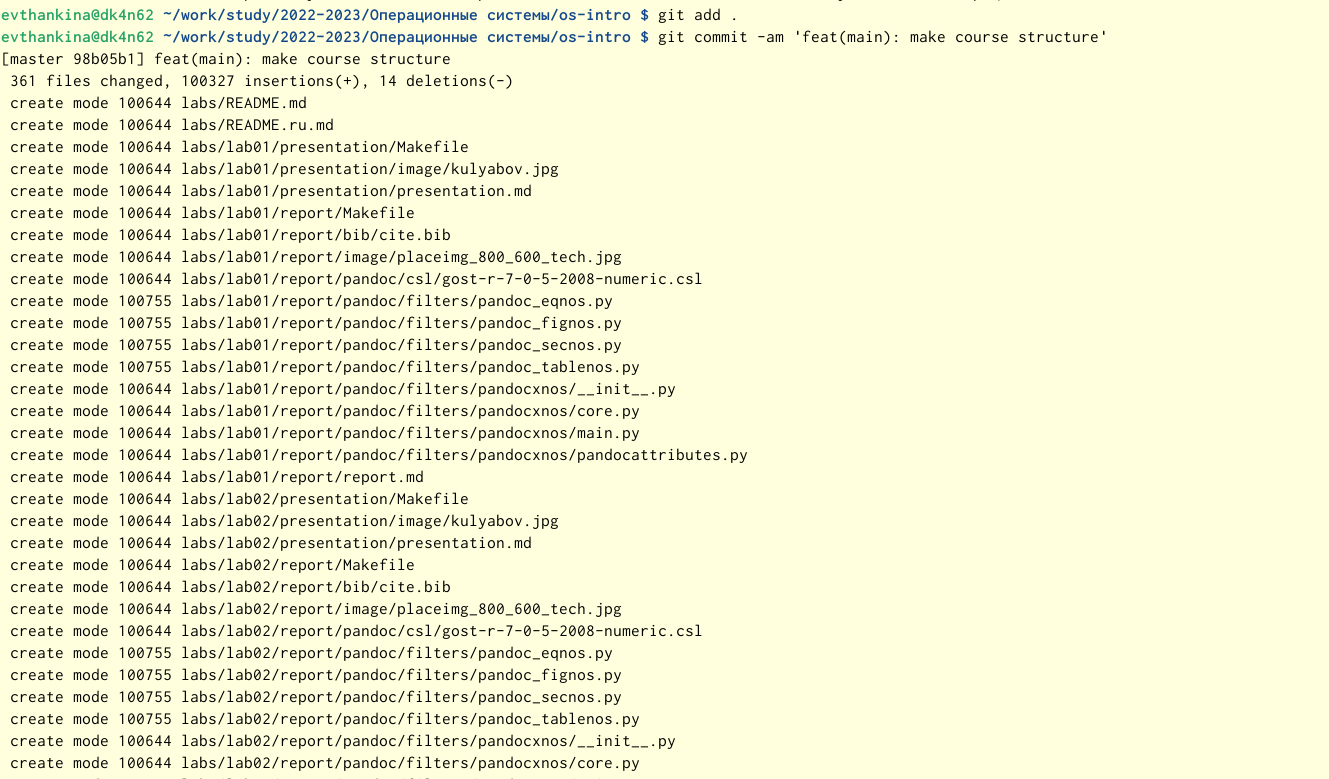 evthankina@dk4n62 ~/work/study/2022-2023/Операционные системы/os-intro $ git add .
evthankina@dk4n62 ~/work/study/2022-2023/Операционные системы/os-intro $ git commit -am 'feat(main): make course structure'
[master 98b05b1] feat(main): make course structure
 361 files changed, 100327 insertions(+), 14 deletions(-)
 create mode 100644 labs/README.md
 create mode 100644 labs/README.ru.md
 create mode 100644 labs/lab01/presentation/Makefile
 create mode 100644 labs/lab01/presentation/image/kulyabov.jpg
 create mode 100644 labs/lab01/presentation/presentation.md
 create mode 100644 labs/lab01/report/Makefile
 create mode 100644 labs/lab01/report/bib/cite.bib
 create mode 100644 labs/lab01/report/image/placeimg_800_600_tech.jpg
 create mode 100644 labs/lab01/report/pandoc/csl/gost-r-7-0-5-2008-numeric.csl
 create mode 100755 labs/lab01/report/pandoc/filters/pandoc_eqnos.py
 create mode 100755 labs/lab01/report/pandoc/filters/pandoc_fignos.py
 create mode 100755 labs/lab01/report/pandoc/filters/pandoc_secnos.py
 create mode 100755 labs/lab01/report/pandoc/filters/pandoc_tablenos.py
 create mode 100644 labs/lab01/report/pandoc/filters/pandocxnos/__init__.py
 create mode 100644 labs/lab01/report/pandoc/filters/pandocxnos/core.py
 create mode 100644 labs/lab01/report/pandoc/filters/pandocxnos/main.py
 create mode 100644 labs/lab01/report/pandoc/filters/pandocxnos/pandocattributes.py
 create mode 100644 labs/lab01/report/report.md
 create mode 100644 labs/lab02/presentation/Makefile
 create mode 100644 labs/lab02/presentation/image/kulyabov.jpg
 create mode 100644 labs/lab02/presentation/presentation.md
 create mode 100644 labs/lab02/report/Makefile
 create mode 100644 labs/lab02/report/bib/cite.bib
 create mode 100644 labs/lab02/report/image/placeimg_800_600_tech.jpg
 create mode 100644 labs/lab02/report/pandoc/csl/gost-r-7-0-5-2008-numeric.csl
 create mode 100755 labs/lab02/report/pandoc/filters/pandoc_eqnos.py
 create mode 100755 labs/lab02/report/pandoc/filters/pandoc_fignos.py
 create mode 100755 labs/lab02/report/pandoc/filters/pandoc_secnos.py
 create mode 100755 labs/lab02/report/pandoc/filters/pandoc_tablenos.py
 create mode 100644 labs/lab02/report/pandoc/filters/pandocxnos/__init__.py
 create mode 100644 labs/lab02/report/pandoc/filters/pandocxnos/core.py